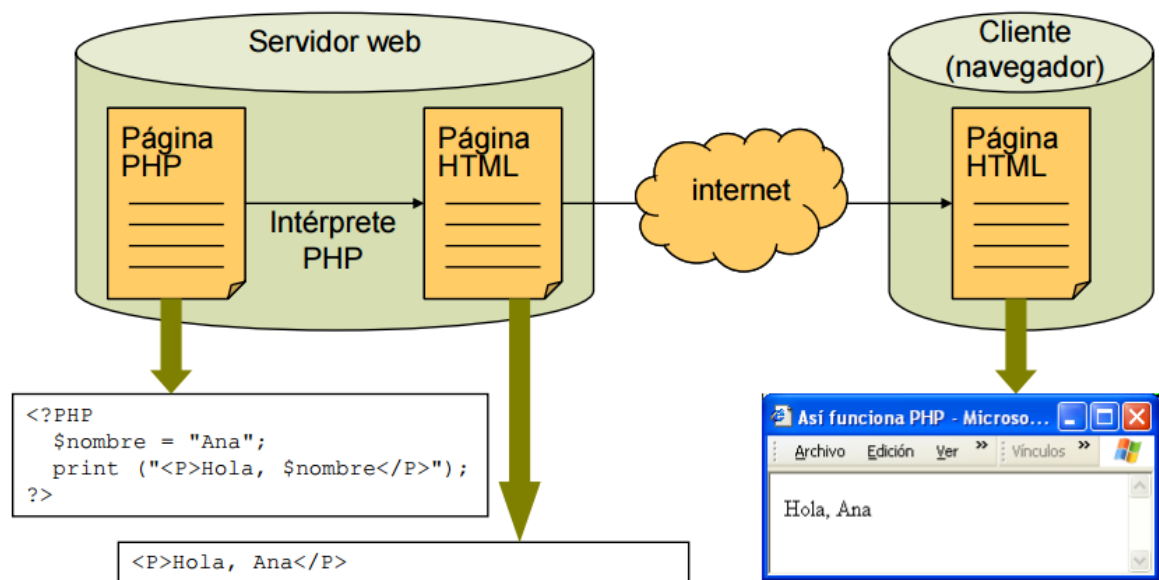 Servidor web
Cliente
(navegador)
Página
PHP
Intérprete
PHP
Página
HTML
internet
Página
HTML
<?PHP
$nombre = "Ana";
print ("<P>Hola, $nombre</P>");
?>
<P>Hola, Ana</P>
Así funciona PHP - Microso...
Archivo Edición Ver » Vínculos »
Hola, Ana